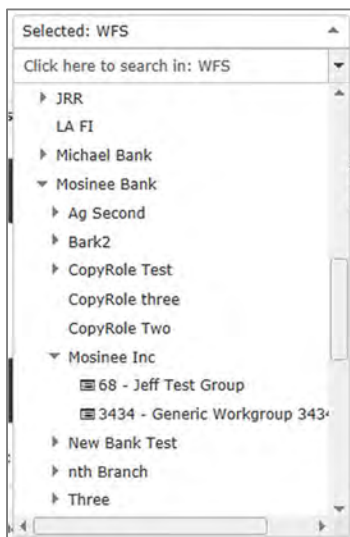 Selected: WFS
Click here to search in: WFS
JRR
LA FI
Michael Bank
Mosinee Bank
Ag Second
Bark2
CopyRole Test
CopyRole three
CopyRole Two
Mosinee Inc
68 - Jeff Test Group
3434 - Generic Workgroup 3434
New Bank Test
nth Branch
Three